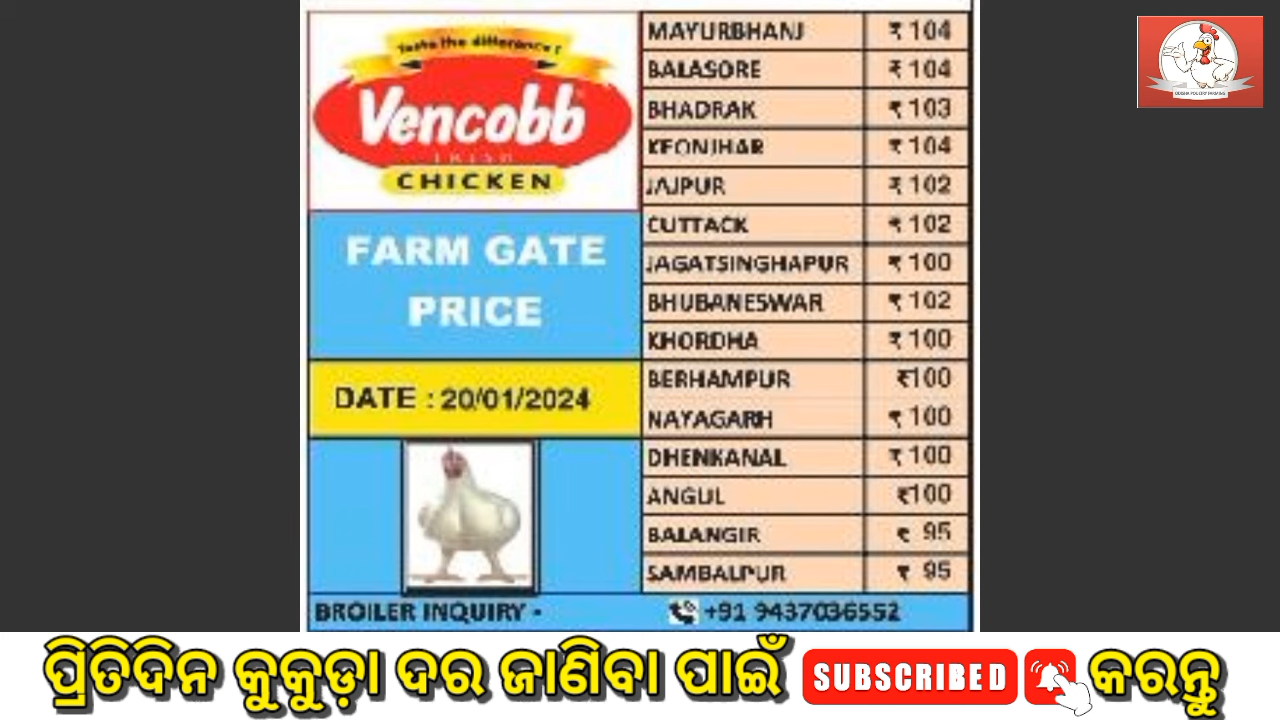 Taste the difference !
Vencobb
FRESH
CHICKEN
FARM GATE
PRICE
DATE : 20/01/2024
MAYURBHANJ ₹ 104
BALASORE ₹ 104
BHADRAK ₹ 103
KEONJHAR ₹ 104
JAJPUR ₹ 102
CUTTACK ₹ 102
JAGATSINGHAPUR ₹ 100
BHUBANESWAR ₹ 102
KHORDHA ₹ 100
BERHAMPUR ₹100
NAYAGARH ₹ 100
DHENKANAL ₹ 100
ANGUL ₹100
BALANGIR ₹ 95
SAMBALPUR ₹ 95
BROILER INQUIRY - +91 9437036552
ପ୍ରତିଦିନ କୁକୁଡ଼ା ଦର ଜାଣିବା ପାଇଁ SUBSCRIBED କରନ୍ତୁ